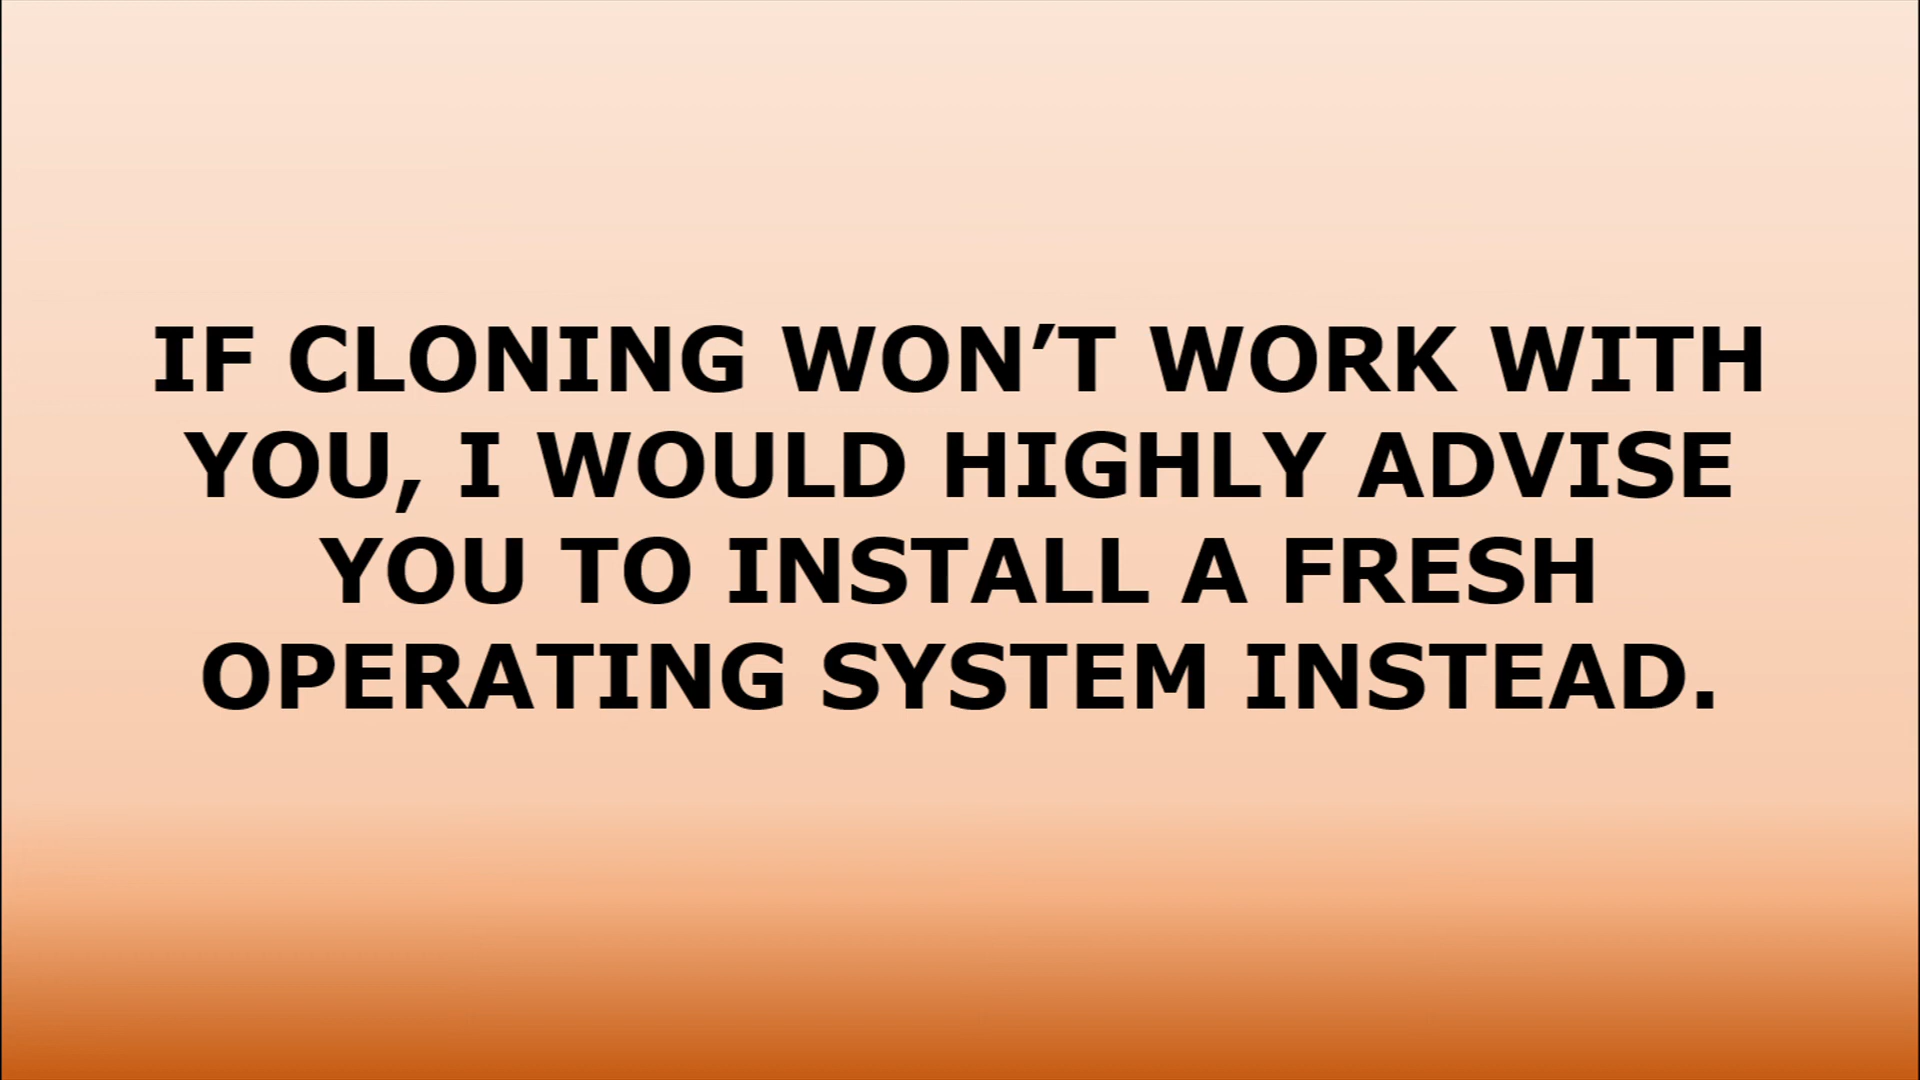 IF CLONING WON’T WORK WITH
YOU, I WOULD HIGHLY ADVISE
YOU TO INSTALL A FRESH
OPERATING SYSTEM INSTEAD.